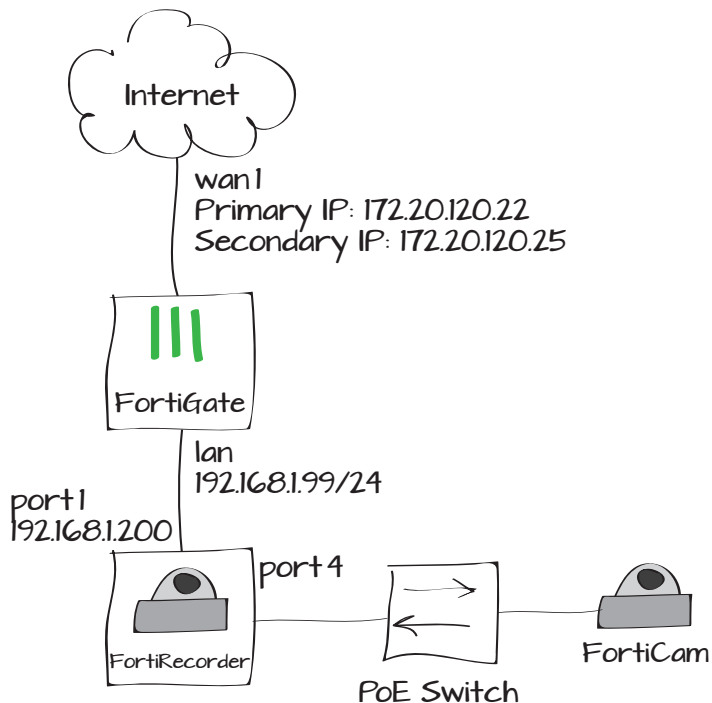 Internet
wan1
Primary IP: 172.20.120.22
Secondary IP: 172.20.120.25
FortiGate
lan
192.168.1.99/24
port1
192.168.1.200
port4
FortiRecorder
PoE Switch
FortiCam